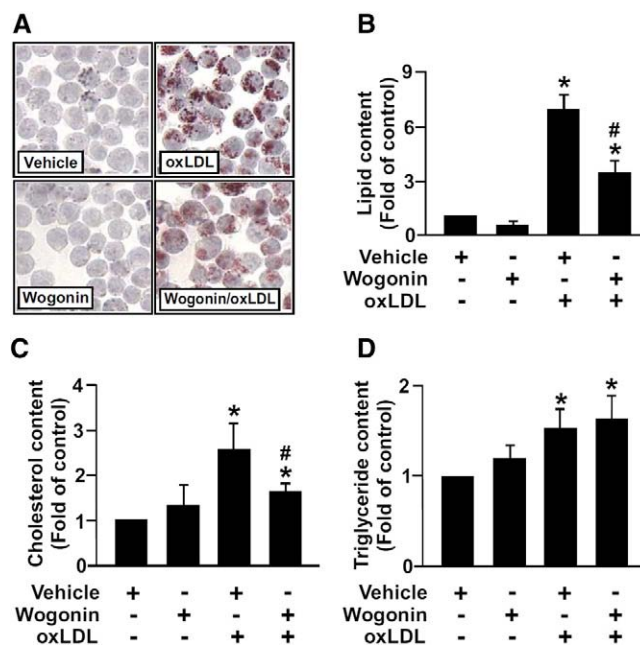 A
Vehicle
oxLDL
Wogonin
Wogonin/oxLDL
B
Lipid content
(Fold of control)
9
6
3
0
*
#
*
Vehicle + - + -
Wogonin - + - +
oxLDL - - + +
C
Cholesterol content
(Fold of control)
4
3
2
1
0
*
#
*
Vehicle + - + -
Wogonin - + - +
oxLDL - - + +
D
Triglyceride content
(Fold of control)
2
1
0
*
*
Vehicle + - + -
Wogonin - + - +
oxLDL - - + +